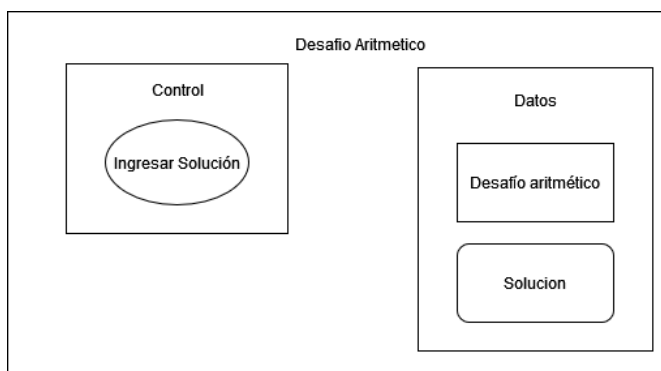 Desafio Aritmetico
Control
Ingresar Solución
Datos
Desafío aritmético
Solucion